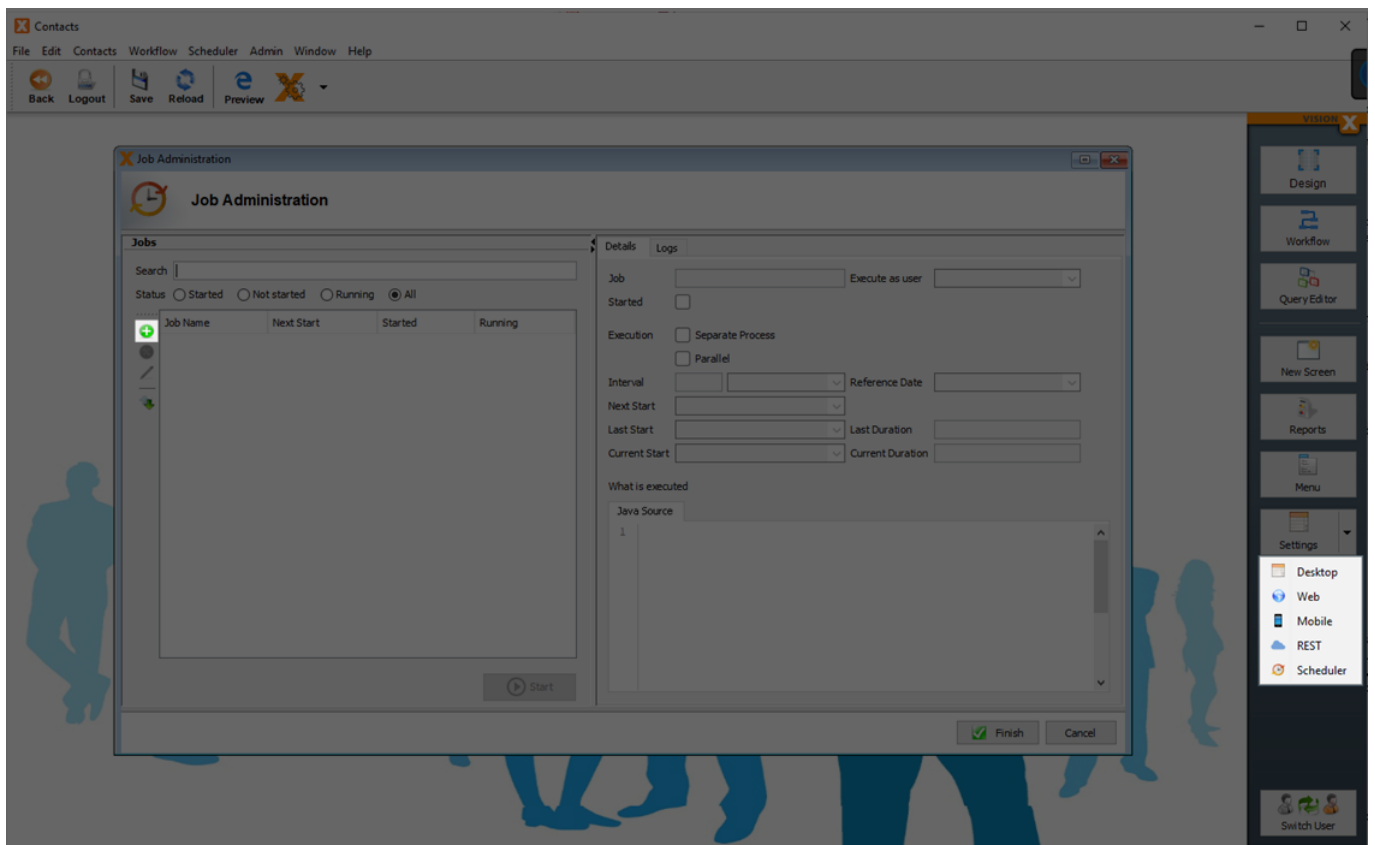 Contacts
File Edit Contacts Workflow Scheduler Admin Window Help
Back Logout Save Reload Preview
VISION X
Job Administration
Job Administration
Jobs
Search
Status Started Not started Running All
Job Name Next Start Started Running
Start
Details Logs
Job Execute as user
Started
Execution Separate Process
Parallel
Interval Reference Date
Next Start
Last Start Last Duration
Current Start Current Duration
What is executed
Java Source
1
Finish Cancel
Design
Workflow
Query Editor
New Screen
Reports
Menu
Settings
Desktop
Web
Mobile
REST
Scheduler
Switch User